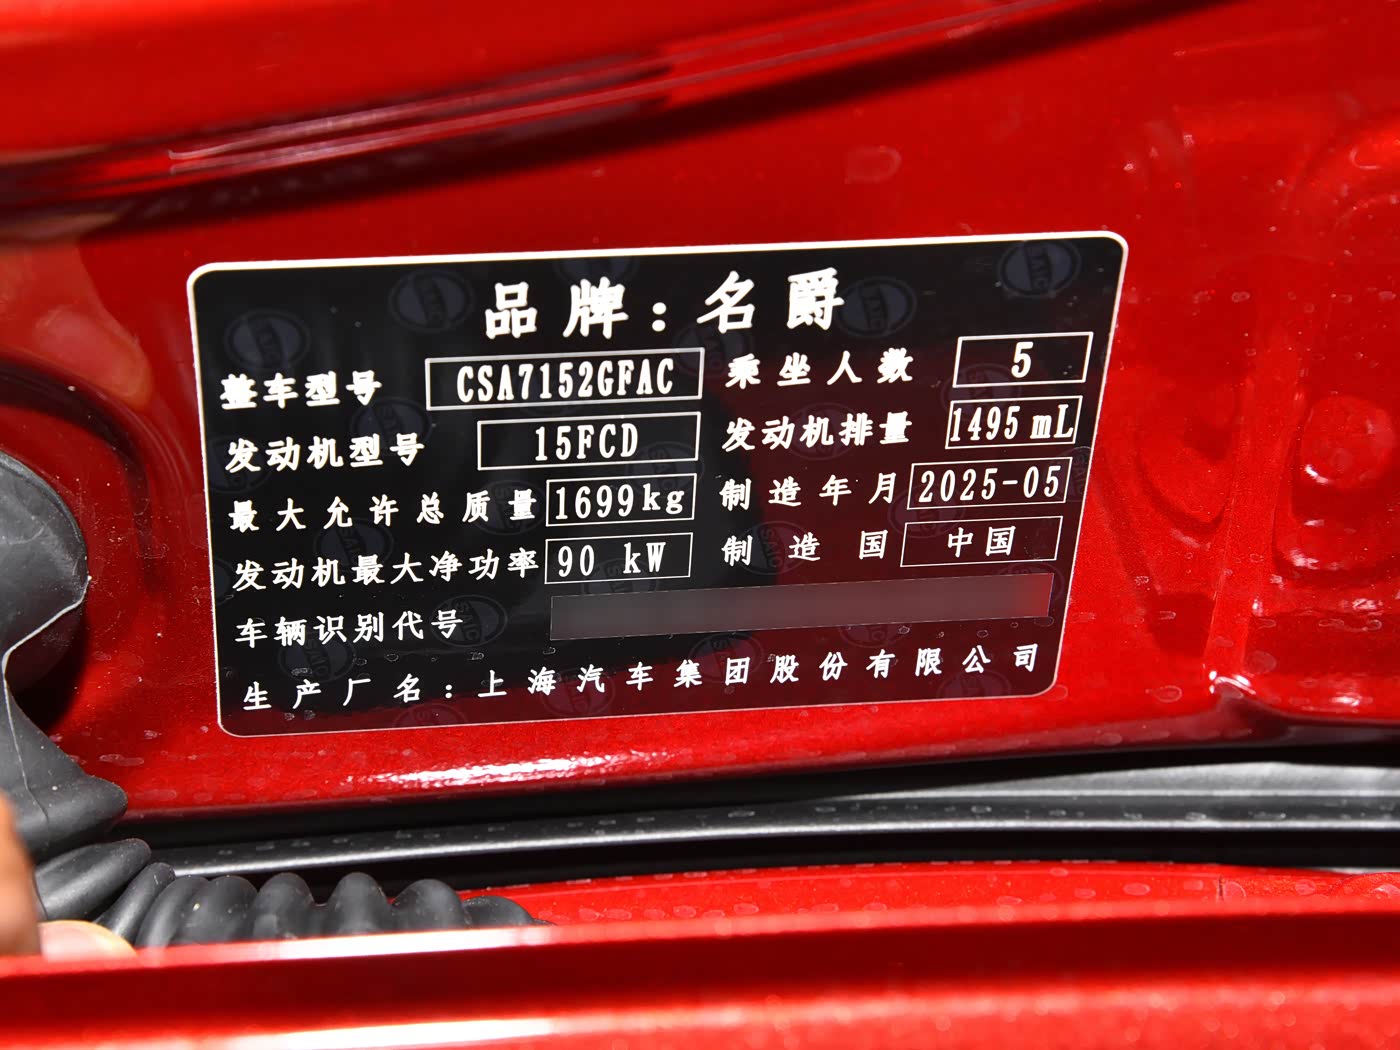 品牌：名爵
整车型号 CSA7152GFAC 乘坐人数 5
发动机型号 15FCD 发动机排量 1495 mL
最大允许总质量 1699kg 制造年月 2025-05
发动机最大净功率 90 kW 制造国 中国
车辆识别代号
生产厂名：上海汽车集团股份有限公司